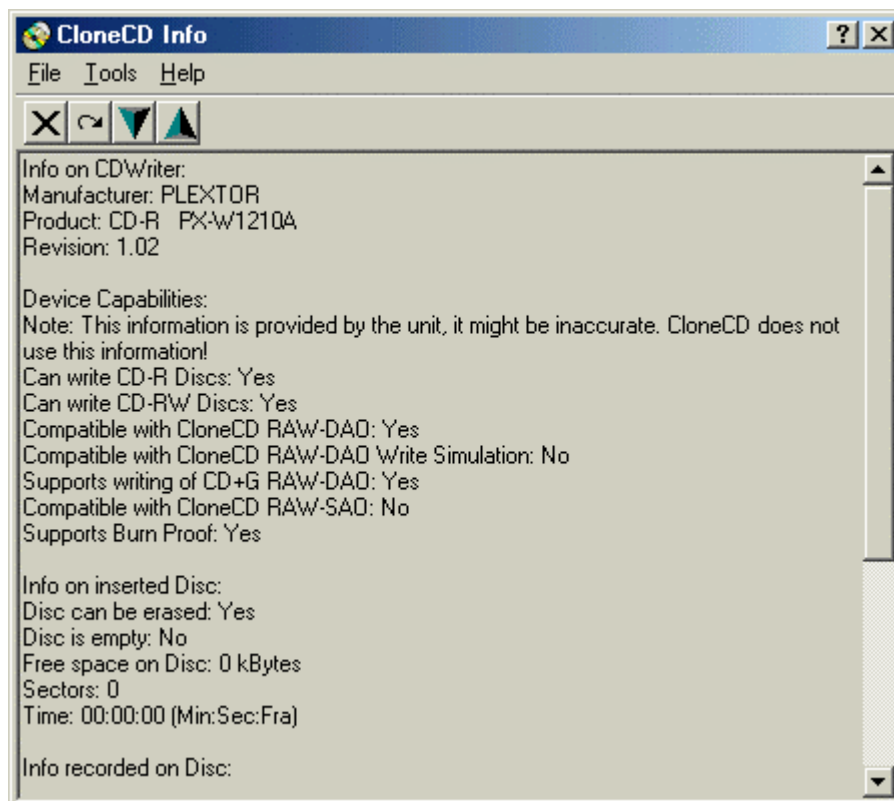 CloneCD Info
File Tools Help
Info on CDWriter:
Manufacturer: PLEXTOR
Product: CD-R PX-W1210A
Revision: 1.02
Device Capabilities:
Note: This information is provided by the unit, it might be inaccurate. CloneCD does not
use this information!
Can write CD-R Discs: Yes
Can write CD-RW Discs: Yes
Compatible with CloneCD RAW-DAO: Yes
Compatible with CloneCD RAW-DAO Write Simulation: No
Supports writing of CD+G RAW-DAO: Yes
Compatible with CloneCD RAW-SAO: No
Supports Burn Proof: Yes
Info on inserted Disc:
Disc can be erased: Yes
Disc is empty: No
Free space on Disc: 0 kBytes
Sectors: 0
Time: 00:00:00 (Min:Sec:Fra)
Info recorded on Disc: